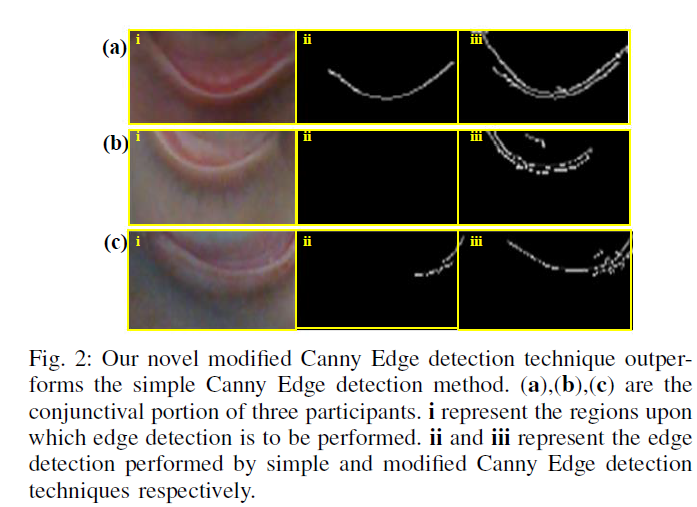 (a) i ii iii
(b) i ii iii
(c) i ii iii
Fig. 2: Our novel modified Canny Edge detection technique outper-
forms the simple Canny Edge detection method. (a),(b),(c) are the
conjunctival portion of three participants. i represent the regions upon
which edge detection is to be performed. ii and iii represent the edge
detection performed by simple and modified Canny Edge detection
techniques respectively.